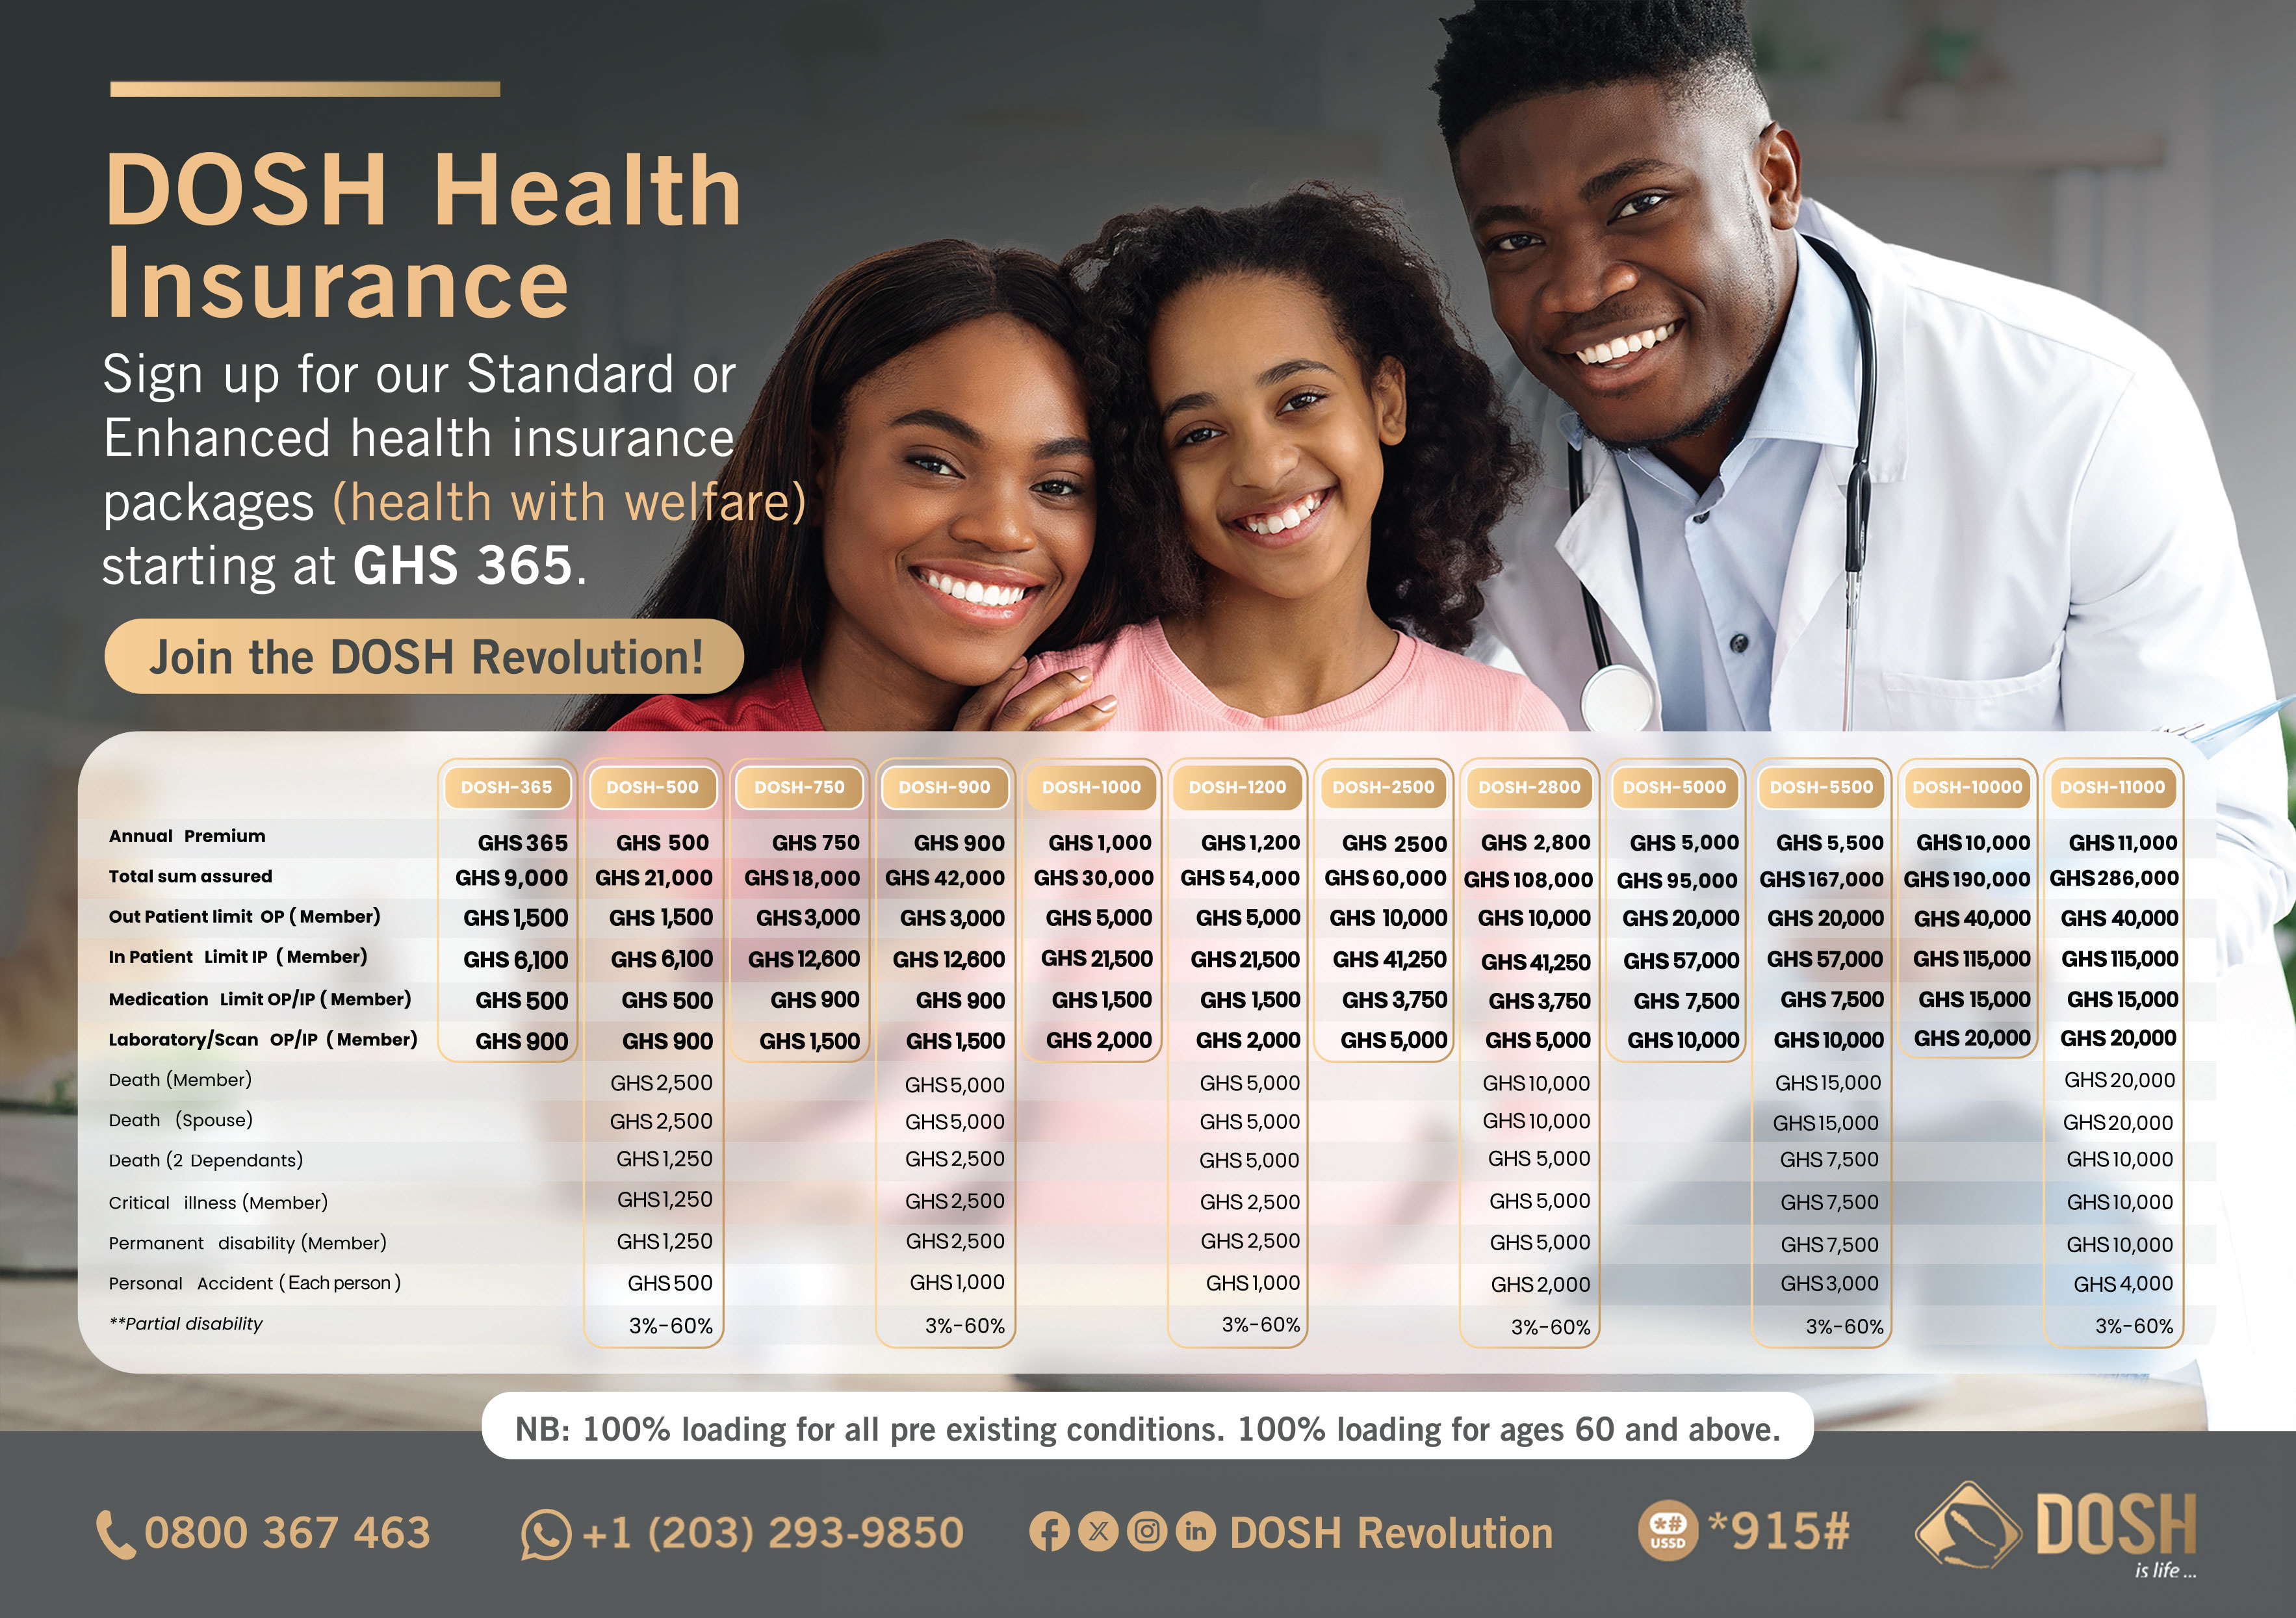 DOSH Health
Insurance
Sign up for our Standard or
Enhanced health insurance
packages (health with welfare)
starting at GHS 365.
Join the DOSH Revolution!
DOSH-365 DOSH-500 DOSH-750 DOSH-900 DOSH-1000 DOSH-1200 DOSH-2500 DOSH-2800 DOSH-5000 DOSH-5500 DOSH-10000 DOSH-11000
Annual Premium GHS 365 GHS 500 GHS 750 GHS 900 GHS 1,000 GHS 1,200 GHS 2500 GHS 2,800 GHS 5,000 GHS 5,500 GHS 10,000 GHS 11,000
Total sum assured GHS 9,000 GHS 21,000 GHS 18,000 GHS 42,000 GHS 30,000 GHS 54,000 GHS 60,000 GHS 108,000 GHS 95,000 GHS 167,000 GHS 190,000 GHS 286,000
Out Patient limit OP ( Member) GHS 1,500 GHS 1,500 GHS 3,000 GHS 3,000 GHS 5,000 GHS 5,000 GHS 10,000 GHS 10,000 GHS 20,000 GHS 20,000 GHS 40,000 GHS 40,000
In Patient Limit IP ( Member) GHS 6,100 GHS 6,100 GHS 12,600 GHS 12,600 GHS 21,500 GHS 21,500 GHS 41,250 GHS 41,250 GHS 57,000 GHS 57,000 GHS 115,000 GHS 115,000
Medication Limit OP/IP ( Member) GHS 500 GHS 500 GHS 900 GHS 900 GHS 1,500 GHS 1,500 GHS 3,750 GHS 3,750 GHS 7,500 GHS 7,500 GHS 15,000 GHS 15,000
Laboratory/Scan OP/IP ( Member) GHS 900 GHS 900 GHS 1,500 GHS 1,500 GHS 2,000 GHS 2,000 GHS 5,000 GHS 5,000 GHS 10,000 GHS 10,000 GHS 20,000 GHS 20,000
Death (Member) GHS 2,500 GHS 5,000 GHS 5,000 GHS 10,000 GHS 15,000 GHS 20,000
Death (Spouse) GHS 2,500 GHS 5,000 GHS 5,000 GHS 10,000 GHS 15,000 GHS 20,000
Death (2 Dependants) GHS 1,250 GHS 2,500 GHS 5,000 GHS 5,000 GHS 7,500 GHS 10,000
Critical illness (Member) GHS 1,250 GHS 2,500 GHS 2,500 GHS 5,000 GHS 7,500 GHS 10,000
Permanent disability (Member) GHS 1,250 GHS 2,500 GHS 2,500 GHS 5,000 GHS 7,500 GHS 10,000
Personal Accident ( Each person ) GHS 500 GHS 1,000 GHS 1,000 GHS 2,000 GHS 3,000 GHS 4,000
**Partial disability 3%-60% 3%-60% 3%-60% 3%-60% 3%-60% 3%-60%
NB: 100% loading for all pre existing conditions. 100% loading for ages 60 and above.
0800 367 463 +1 (203) 293-9850 DOSH Revolution *# USSD *915# DOSH
is life ...